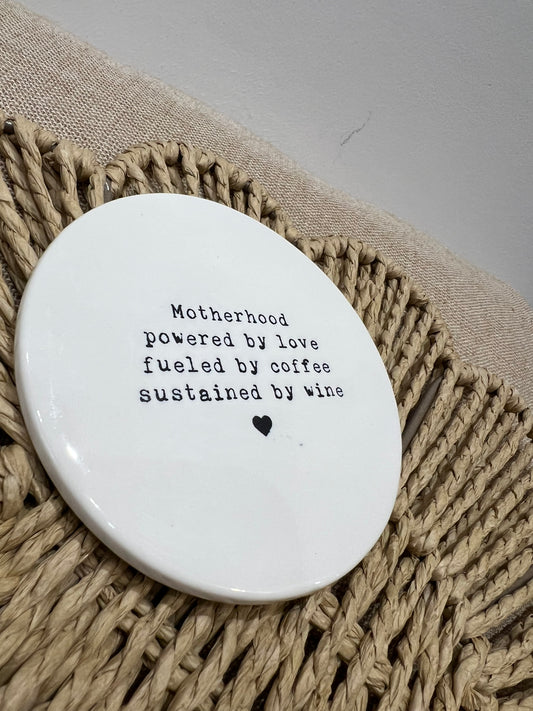 Motherhood
powered by love
fueled by coffee
sustained by wine